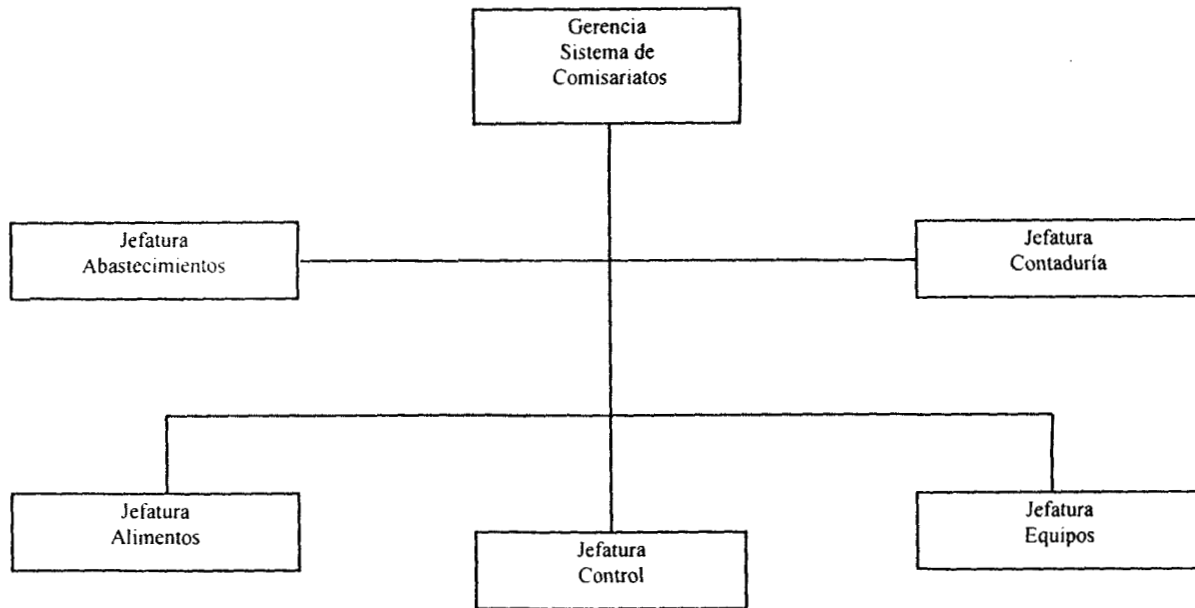 Gerencia
Sistema de
Comisariatos
Jefatura
Abastecimientos
Jefatura
Contaduría
Jefatura
Alimentos
Jefatura
Control
Jefatura
Equipos